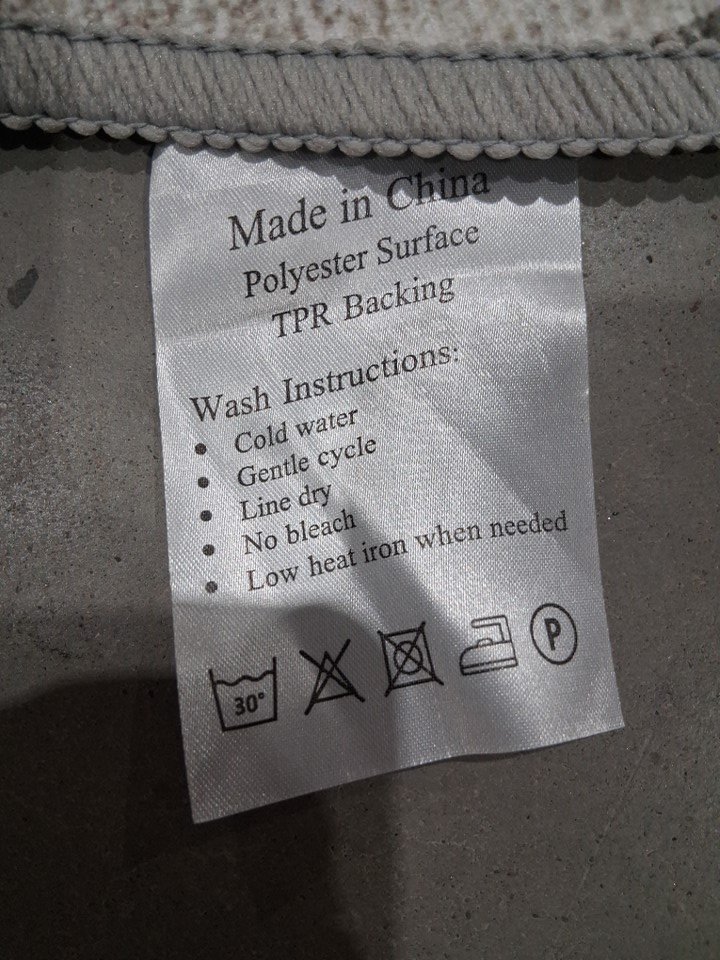 Made in China
Polyester Surface
TPR Backing
Wash Instructions:
• Cold water
• Gentle cycle
• Line dry
• No bleach
• Low heat iron when needed
30° P